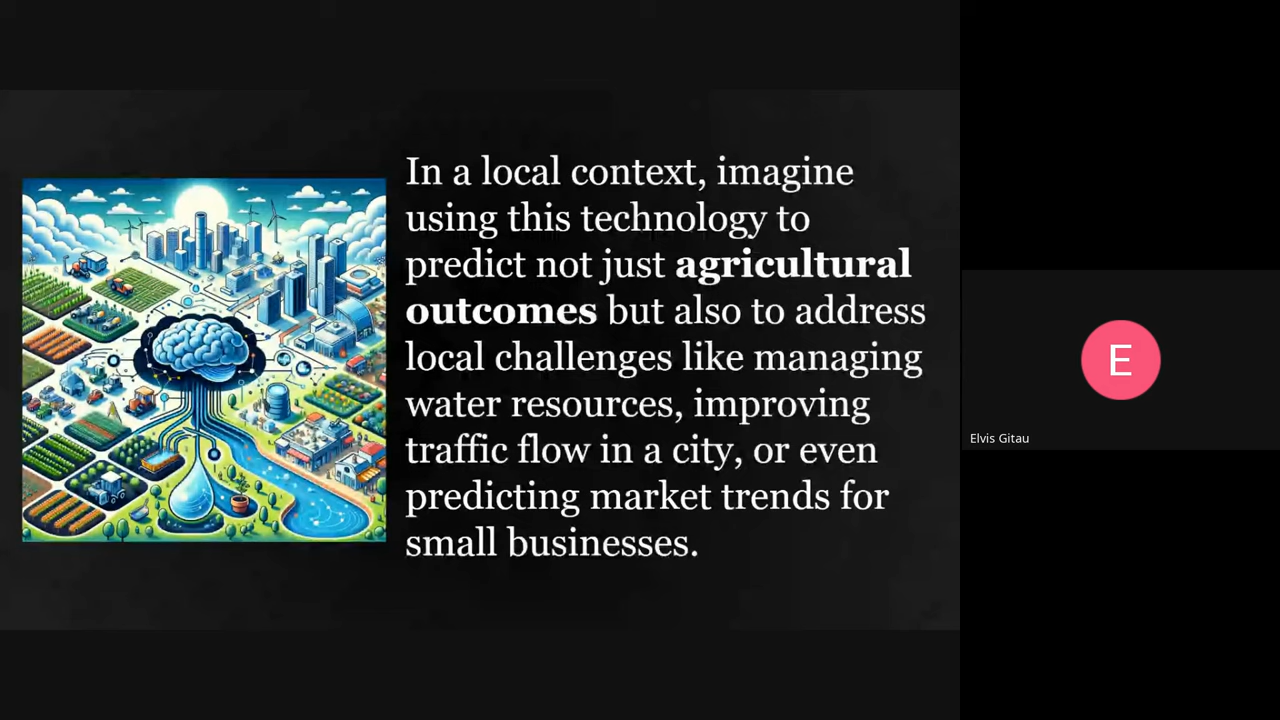 In a local context, imagine
using this technology to
predict not just agricultural
outcomes but also to address
local challenges like managing
water resources, improving
traffic flow in a city, or even
predicting market trends for
small businesses.
E
Elvis Gitau